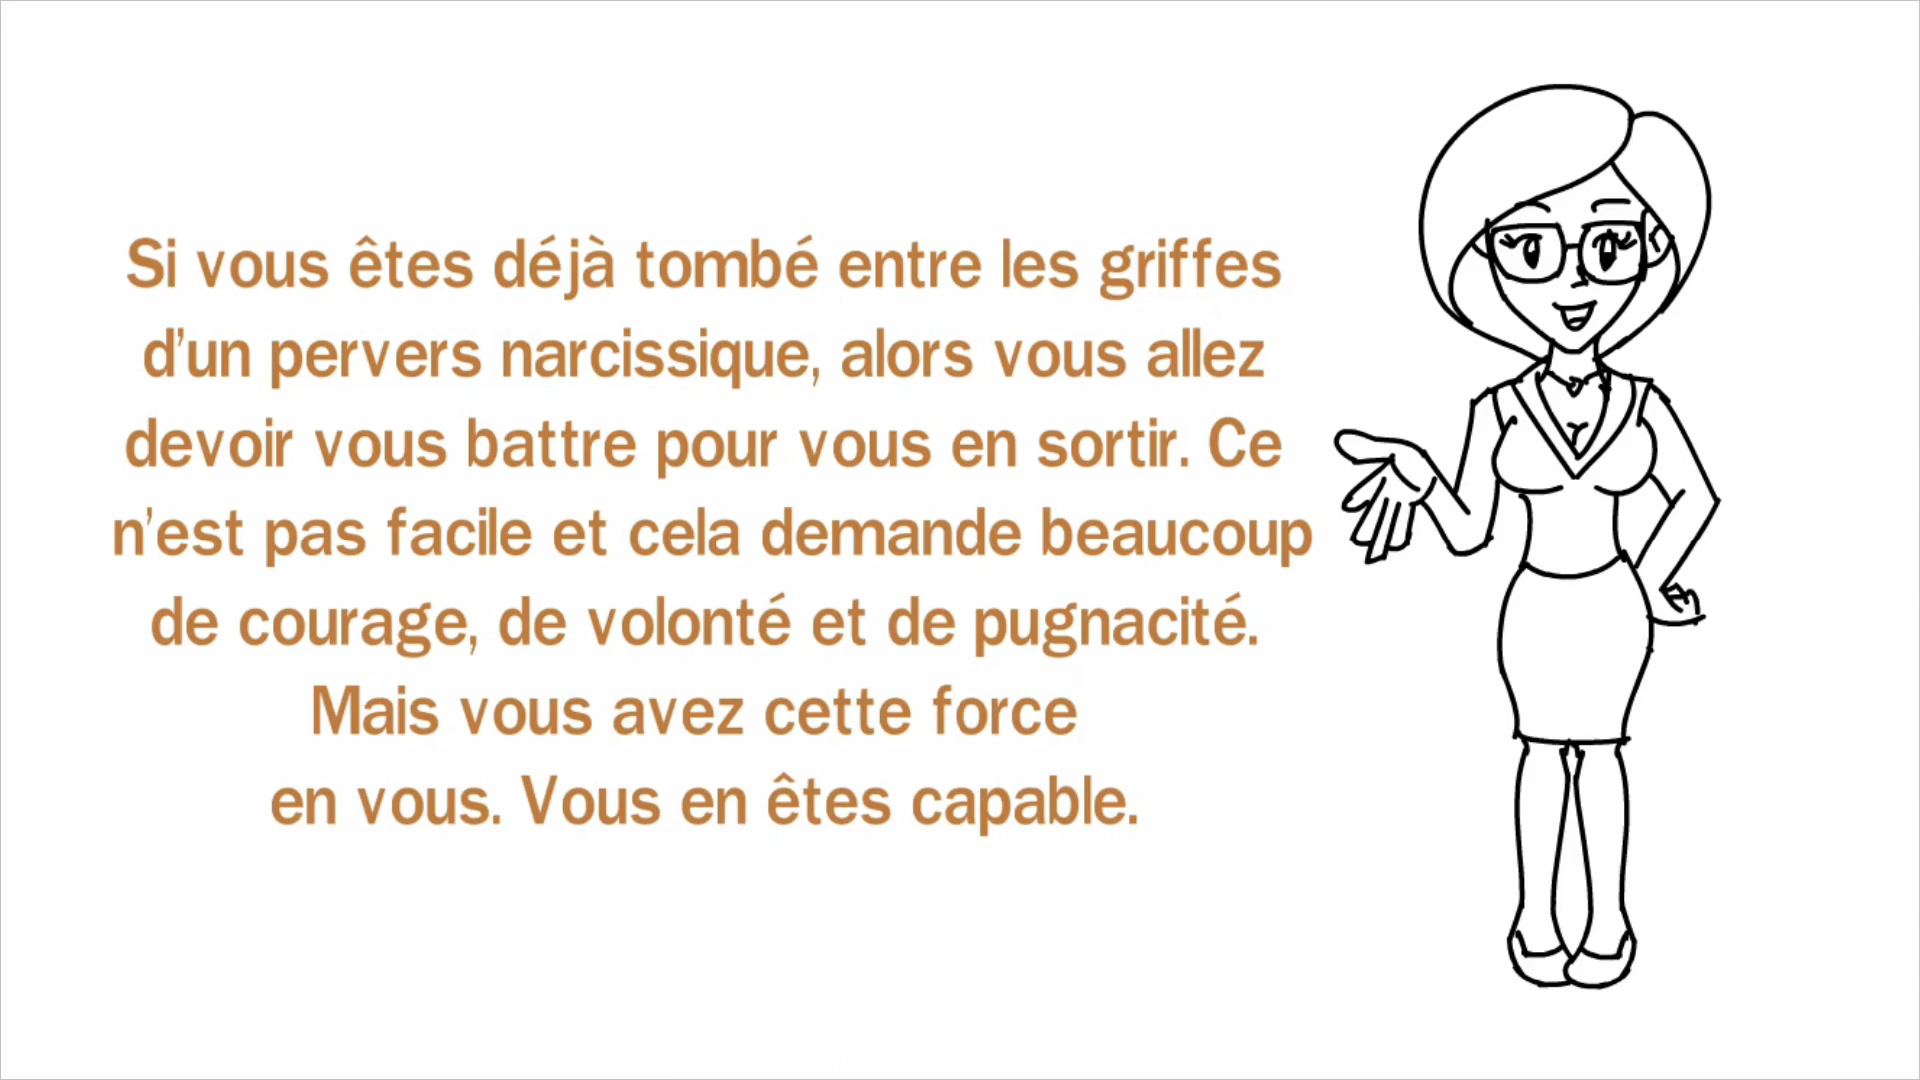 Si vous êtes déjà tombé entre les griffes
d'un pervers narcissique, alors vous allez
devoir vous battre pour vous en sortir. Ce
n'est pas facile et cela demande beaucoup
de courage, de volonté et de pugnacité.
Mais vous avez cette force
en vous. Vous en êtes capable.